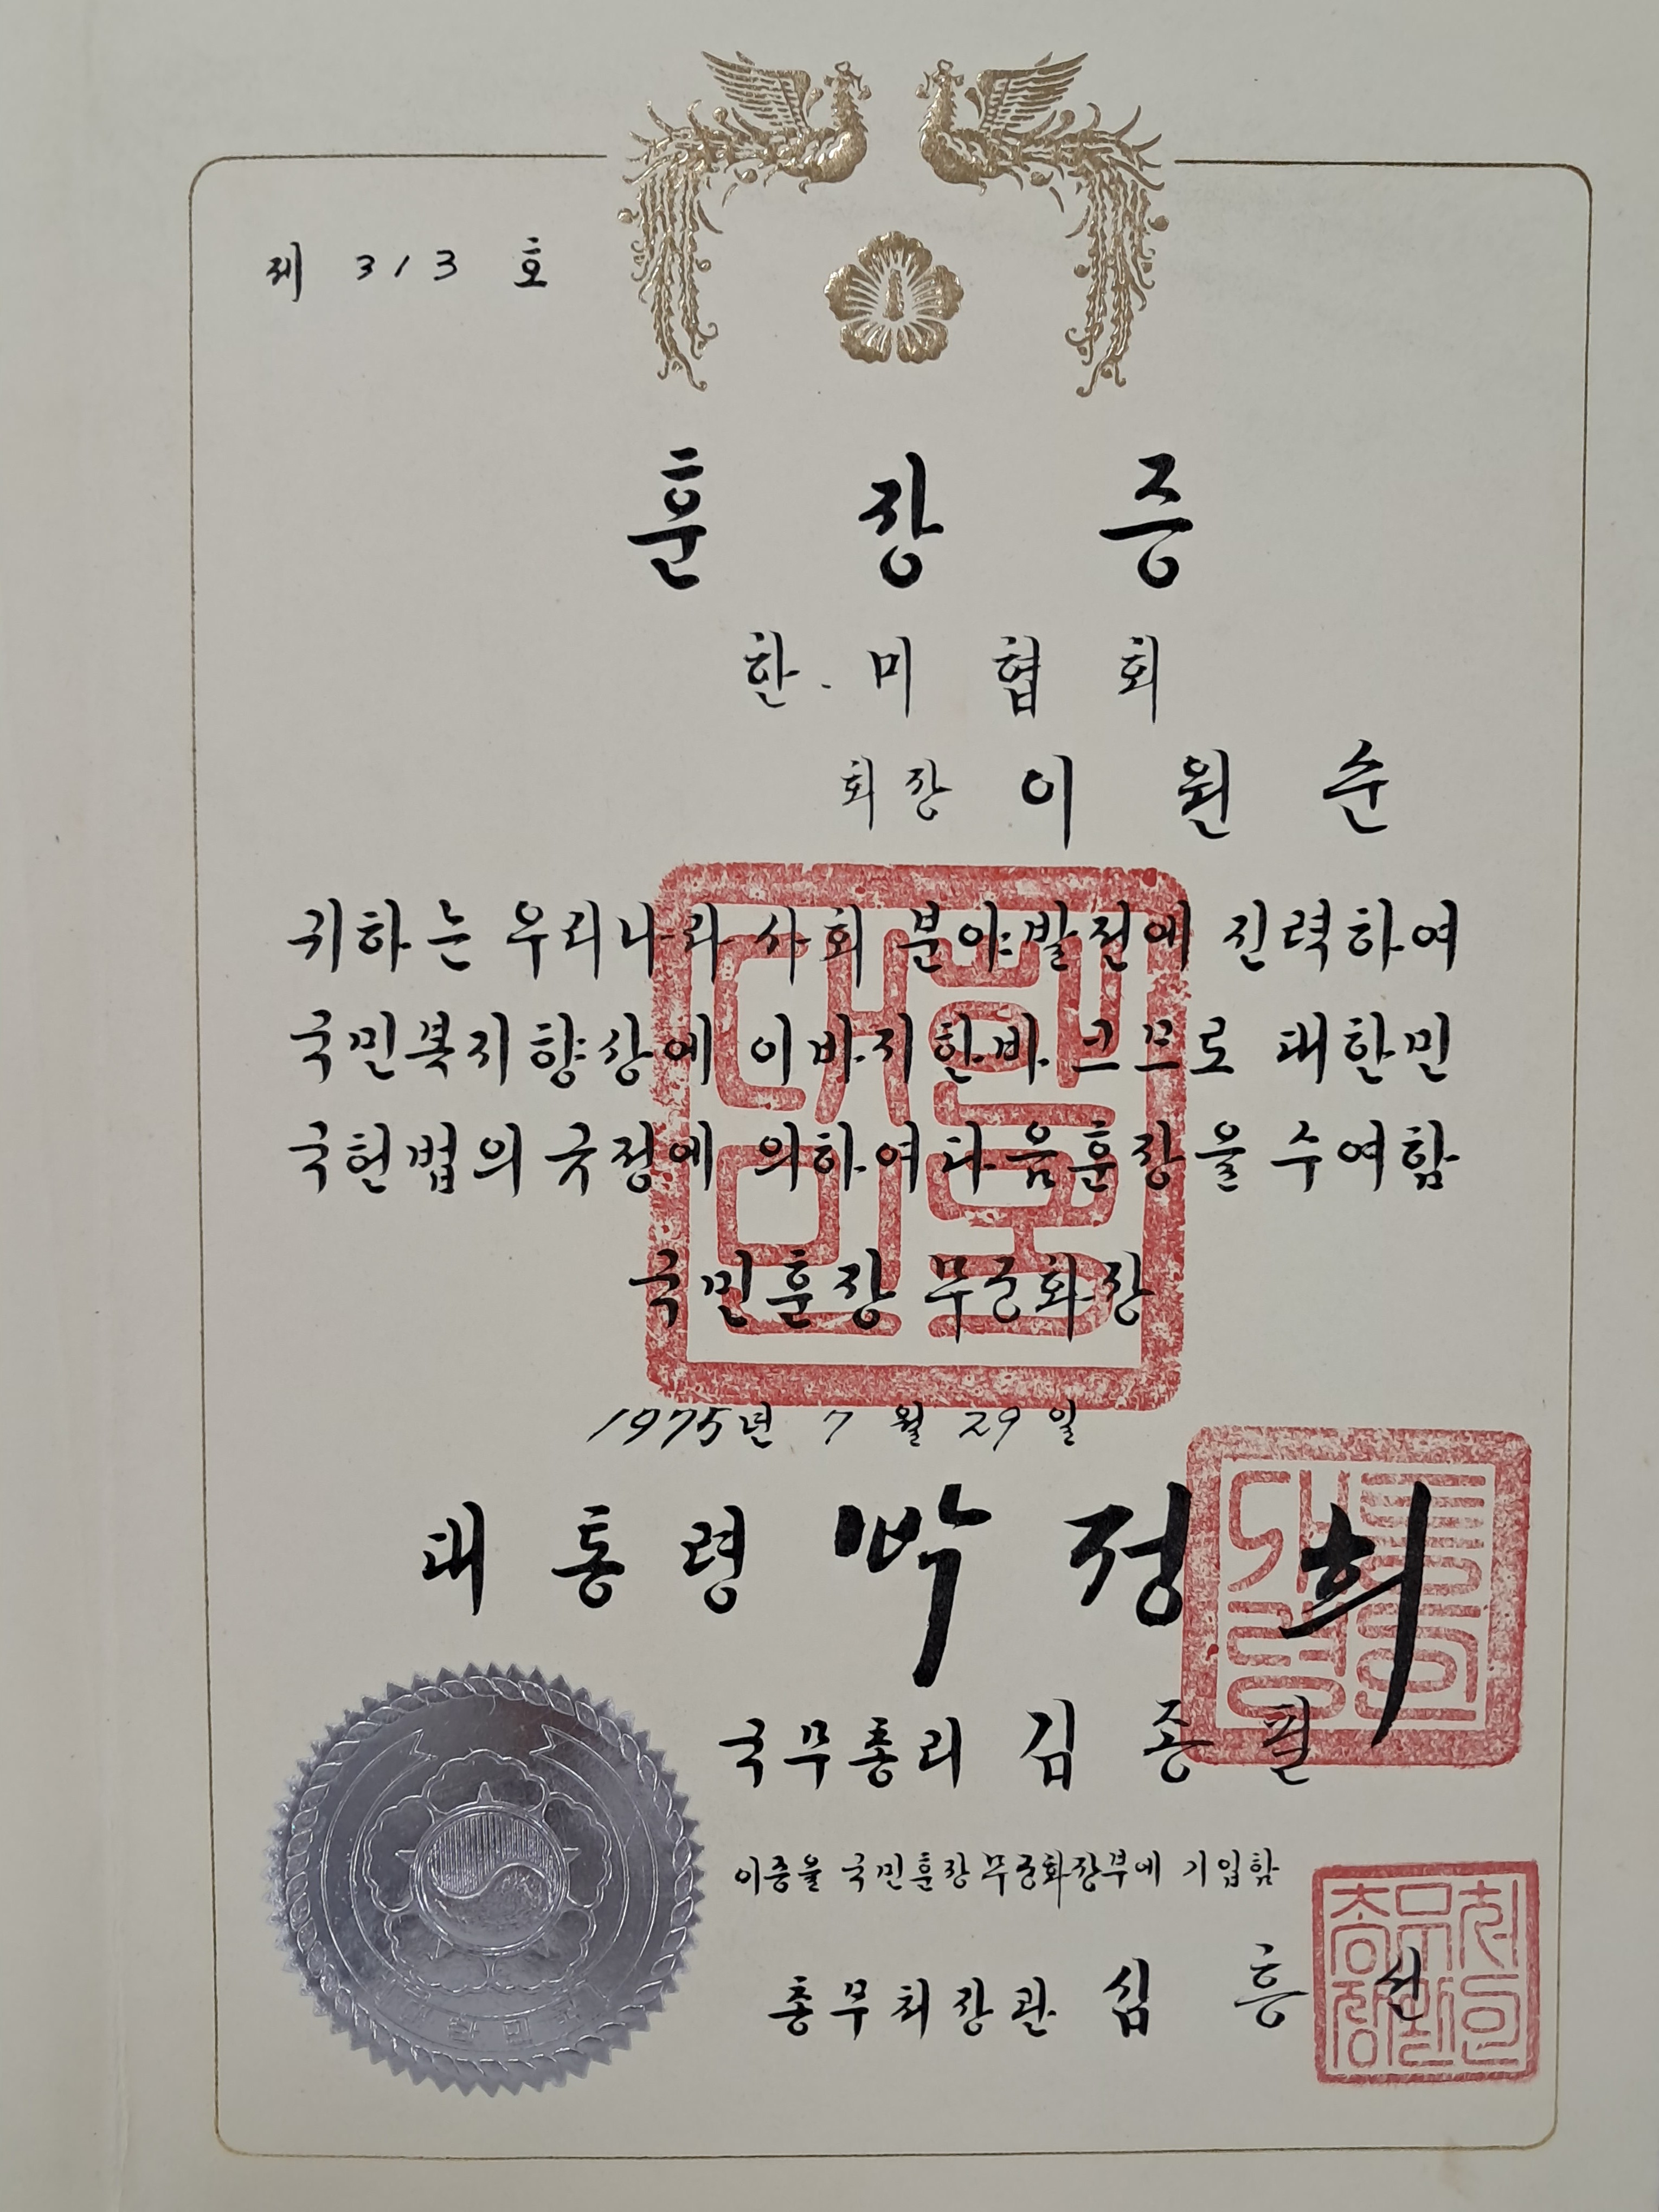 제 313 호
훈장증
한·미협회
회장 이원순
귀하는 우리나라 사회 분야발전에 진력하여
국민복지향상에 이바지한바 크므로 대한민
국헌법의 규정에 의하여 다음 훈장을 수여함
국민훈장 무궁화장
1975년 7월 29일
대통령 박정희
국무총리 김종필
이증을 국민훈장무궁화장부에 기입함
총무처장관 심흥선
대한민국